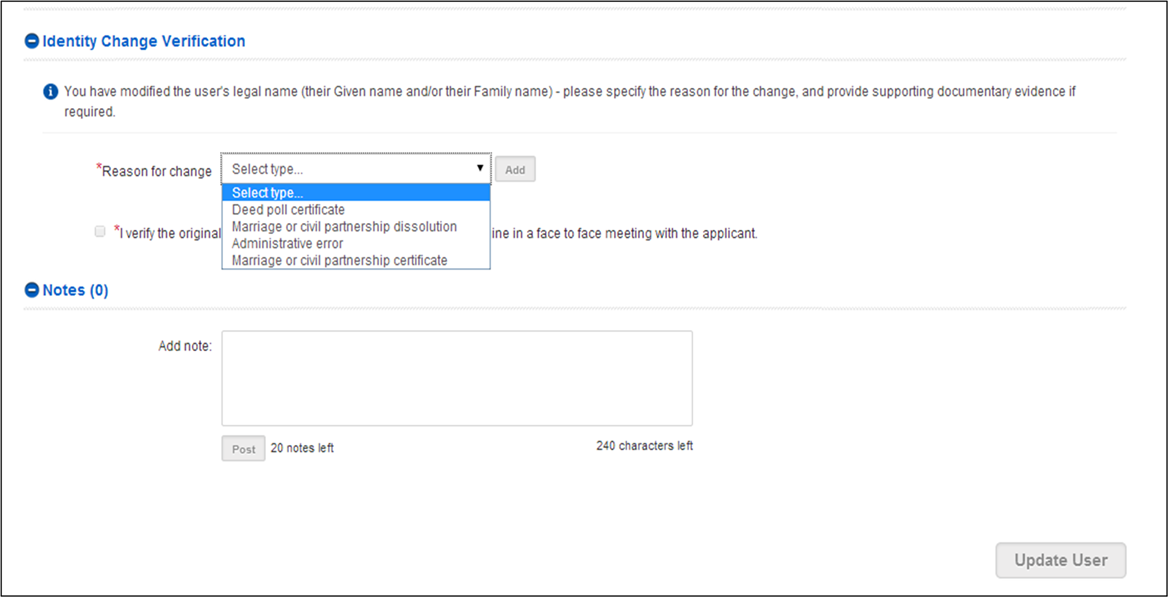 Identity Change Verification
You have modified the user's legal name (their Given name and/or their Family name) - please specify the reason for the change, and provide supporting documentary evidence if
required.
*Reason for change Select type... Add
Select type...
Deed poll certificate
Marriage or civil partnership dissolution
*I verify the original ine in a face to face meeting with the applicant.
Administrative error
Marriage or civil partnership certificate
Notes (0)
Add note:
Post 20 notes left 240 characters left
Update User